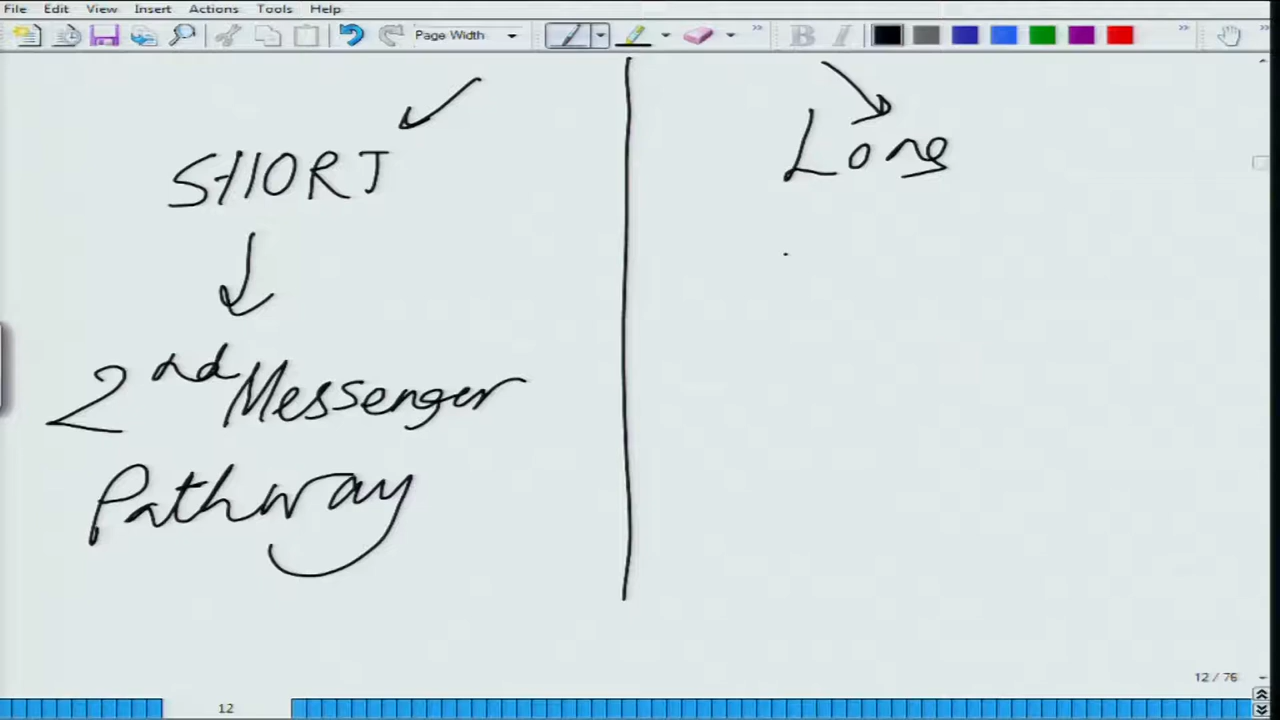 File Edit View Insert Actions Tools Help
Page Width
B I
SHORT
Long
2nd Messenger
Pathway
12 / 76
12